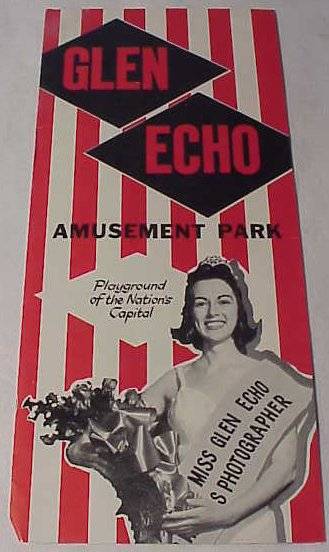 GLEN
ECHO
AMUSEMENT PARK
Playground
of the Nation's
Capital
MISS GLEN ECHO
S PHOTOGRAPHER